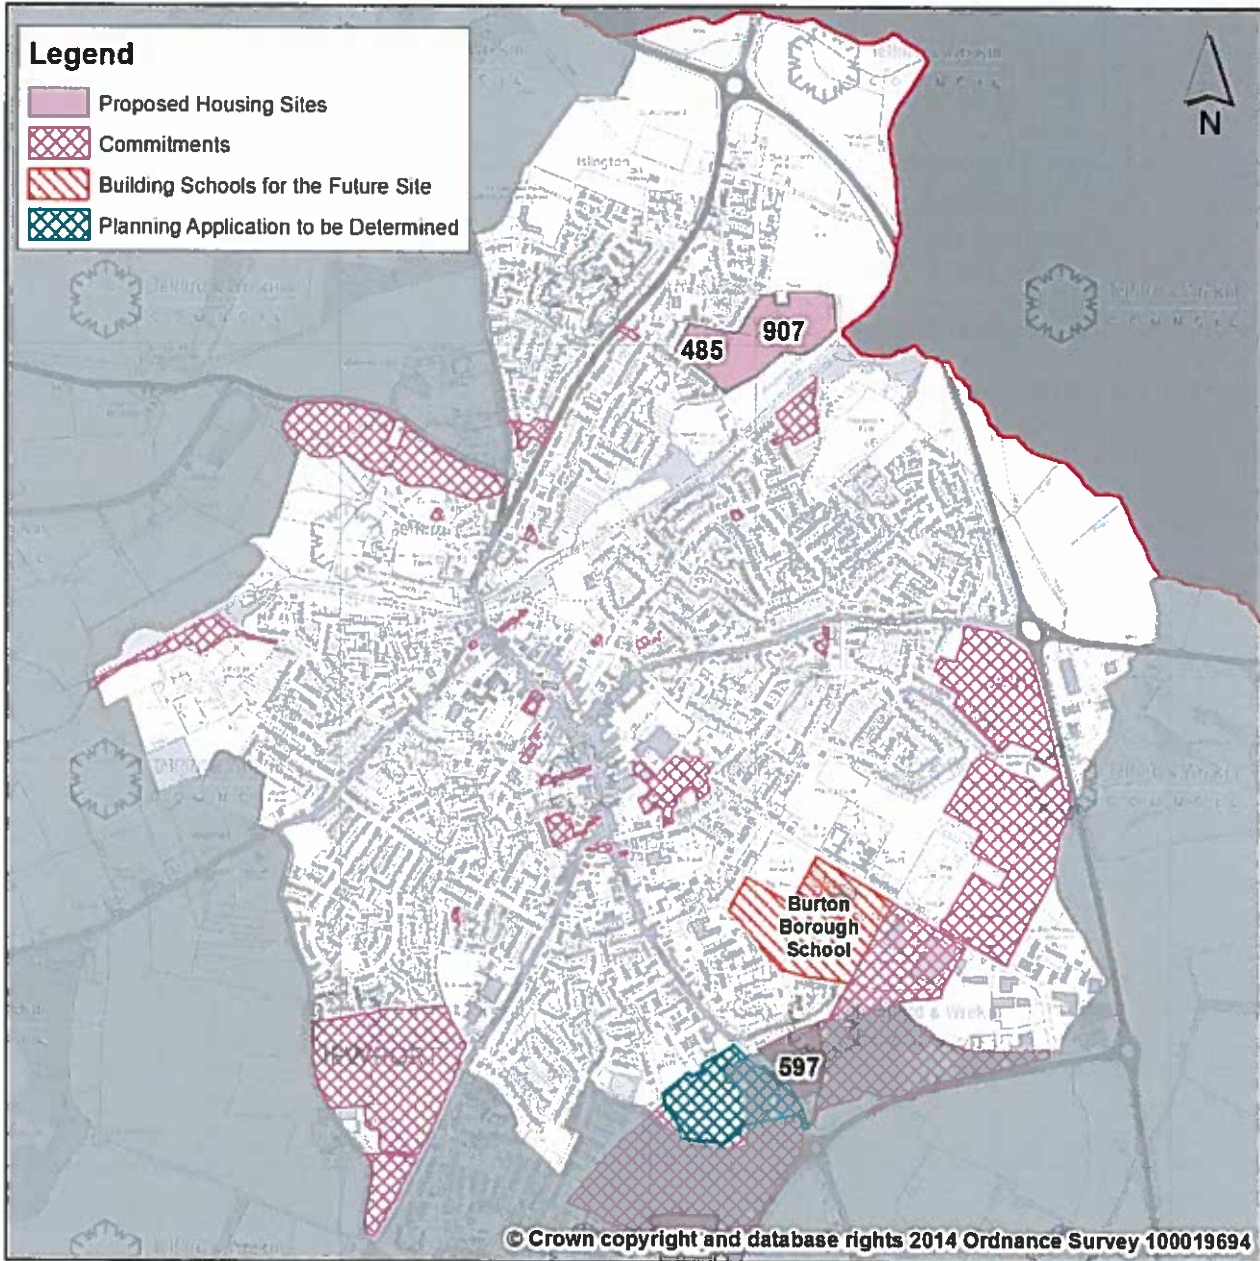 Legend
Proposed Housing Sites
Commitments
Building Schools for the Future Site
Planning Application to be Determined
N
Islington
485
907
Burton
Borough
School
597
© Crown copyright and database rights 2014 Ordnance Survey 100019694